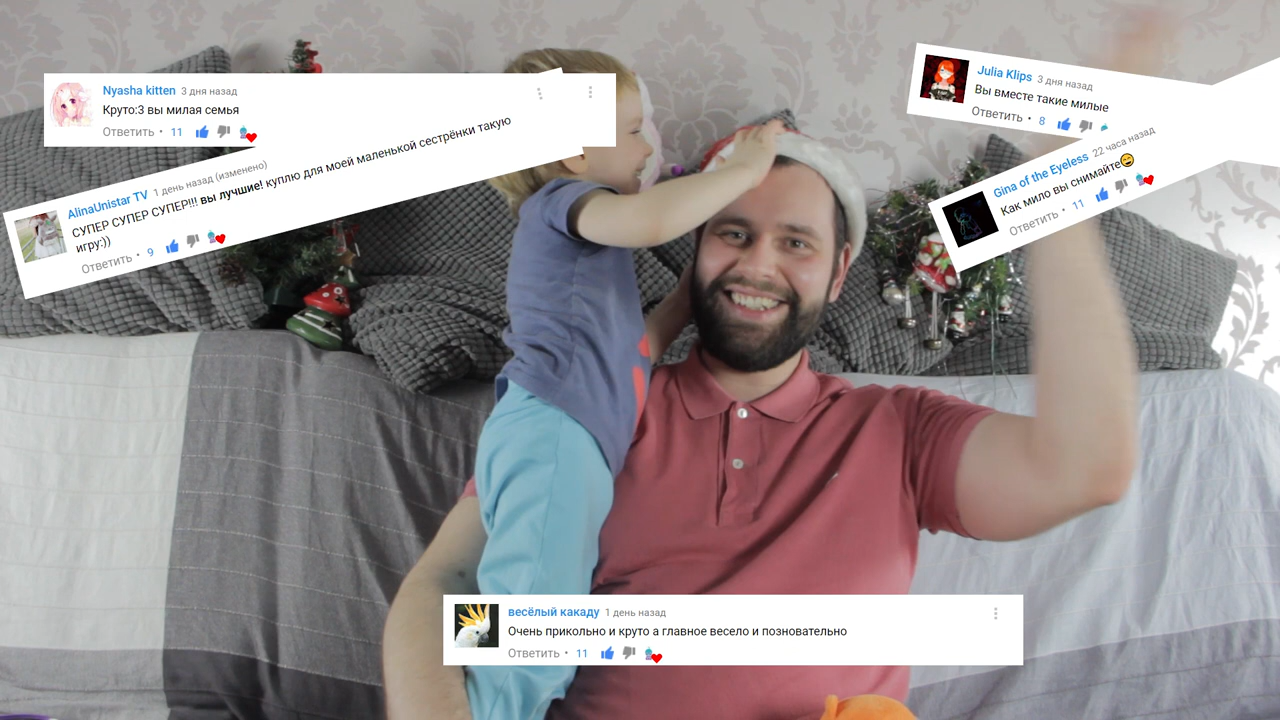 Nyasha kitten 3 дня назад
Круто:3 вы милая семья
Ответить • 11
AlinaUnistar TV 1 день назад (изменено)
СУПЕР СУПЕР СУПЕР!!! вы лучшие! куплю для моей маленькой сестрёнки такую
игру:))
Ответить • 9
Julia Klips 3 дня назад
Вы вместе такие милые
Ответить • 8
Gina of the Eyeless 22 часа назад
Как мило вы снимайте😄
Ответить • 11
весёлый какаду 1 день назад
Очень прикольно и круто а главное весело и позновательно
Ответить • 11